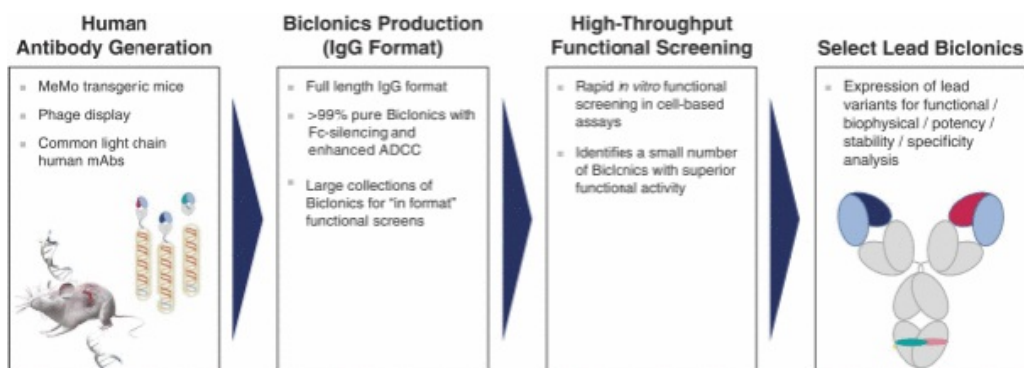 Human
Antibody Generation
MeMo transgenic mice
Phage display
Common light chain
human mAbs
Biclonics Production
(IgG Format)
Full length IgG format
>99% pure Biclonics with
Fc-silencing and
enhanced ADCC
Large collections of
Biclonics for "in format"
functional screens
High-Throughput
Functional Screening
Rapid in vitro functional
screening in cell-based
assays
Identifies a small number
of Biclonics with superior
functional activity
Select Lead Biclonics
Expression of lead
variants for functional /
biophysical / potency /
stability / specificity
analysis